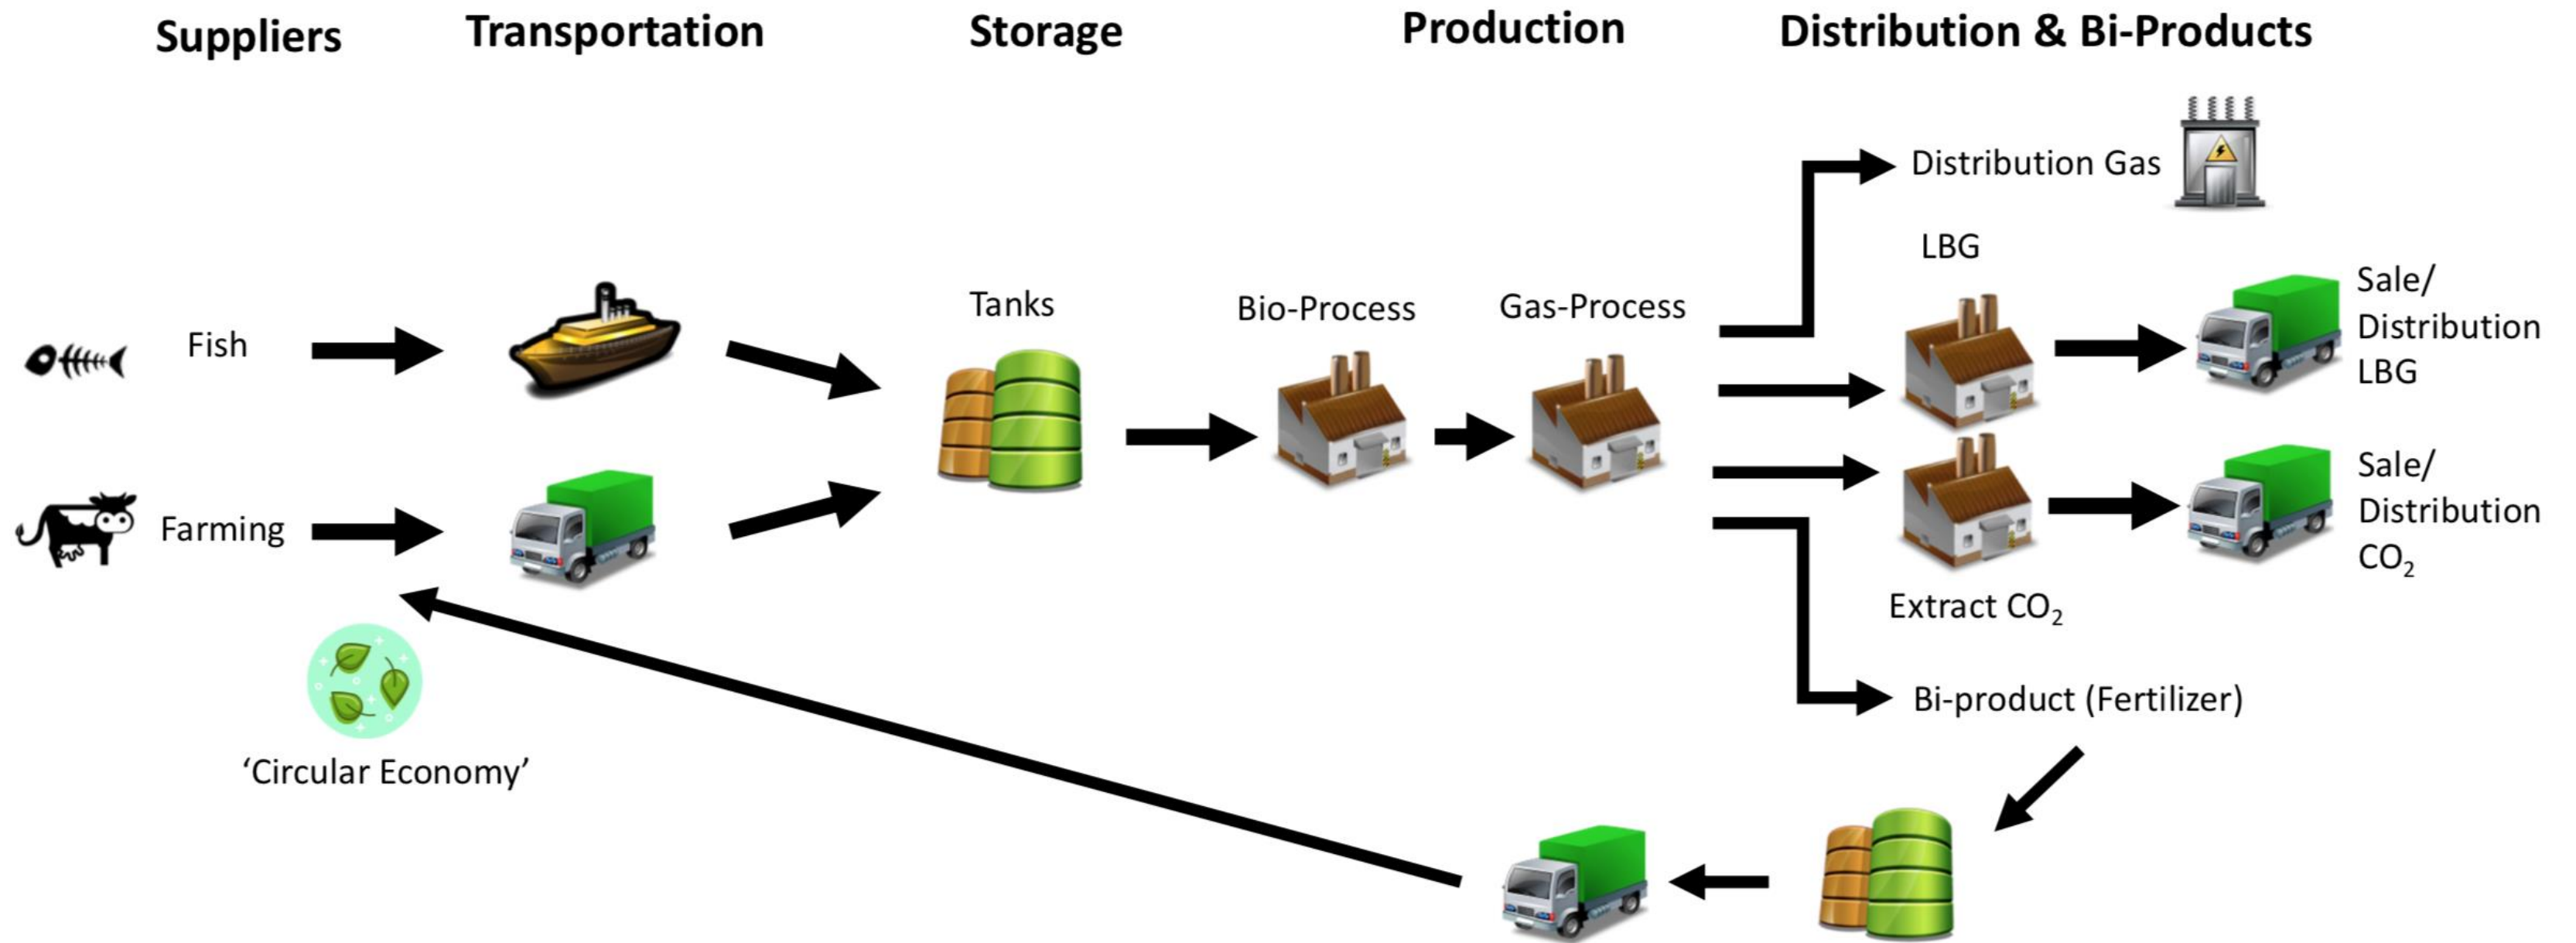 Suppliers
Transportation
Storage
Production
Distribution & Bi-Products
Distribution Gas
LBG
Sale/
Distribution
LBG
Tanks
Bio-Process
Gas-Process
Fish
Farming
Sale/
Distribution
CO₂
Extract CO₂
Bi-product (Fertilizer)
‘Circular Economy’